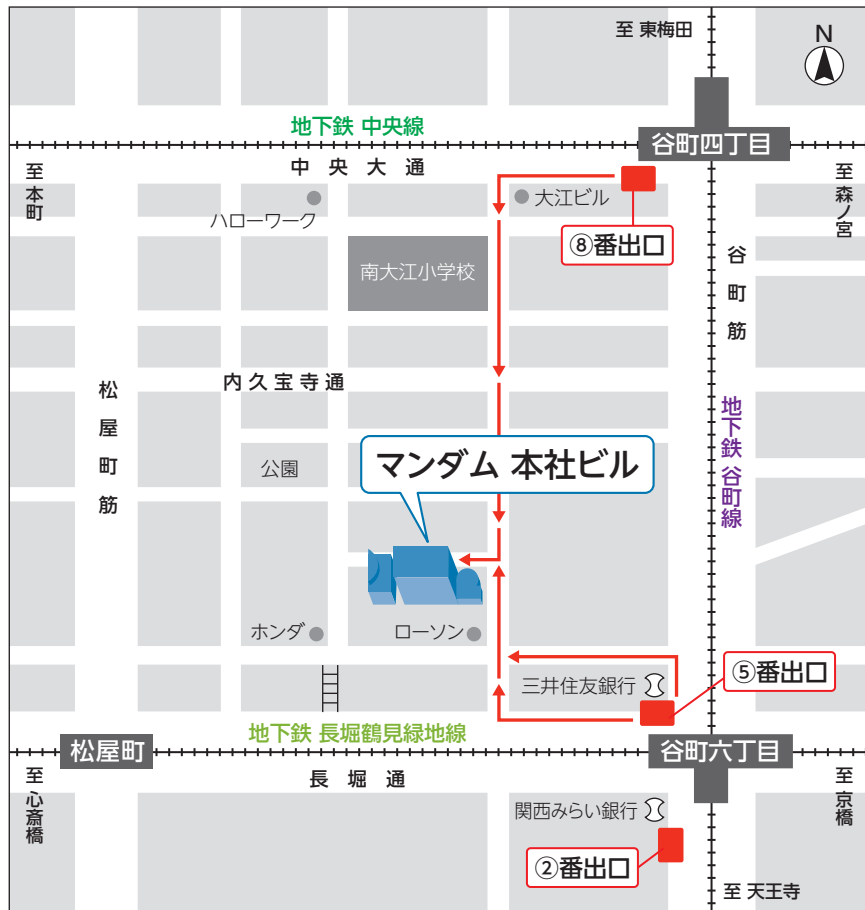 至 東梅田
N
地下鉄 中央線
谷町四丁目
中央大通
至 本町
至 森ノ宮
ハローワーク
大江ビル
⑧番出口
南大江小学校
谷町筋
内久宝寺通
松屋町筋
地下鉄 谷町線
マンダム 本社ビル
公園
ホンダ
ローソン
三井住友銀行
⑤番出口
地下鉄 長堀鶴見緑地線
松屋町
谷町六丁目
長堀通
至 心斎橋
至 京橋
関西みらい銀行
②番出口
至 天王寺